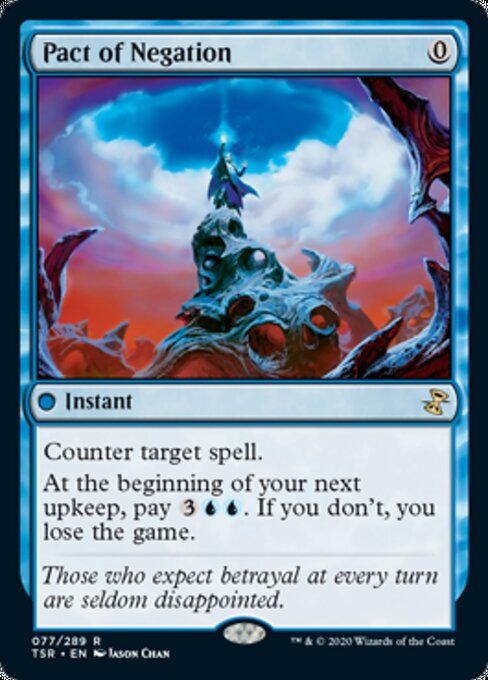 Pact of Negation 0
Instant
Counter target spell.
At the beginning of your next
upkeep, pay 3. If you don't, you
lose the game.
Those who expect betrayal at every turn
are seldom disappointed.
077/289 R
TSR • EN Jason Chan
™ & © 2020 Wizards of the Coast